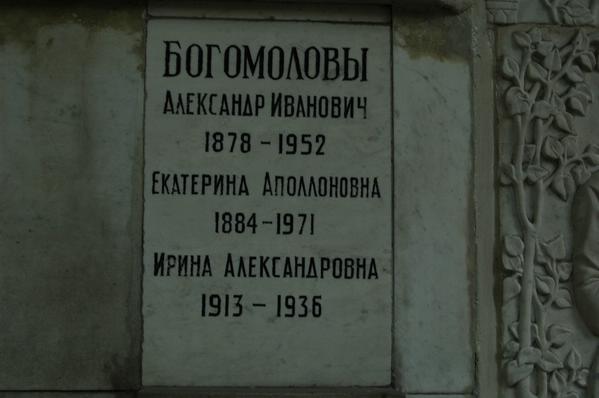 БОГОМОЛОВЫ
АЛЕКСАНДР ИВАНОВИЧ
1878 - 1952
ЕКАТЕРИНА АПОЛЛОНОВНА
1884 - 1971
ИРИНА АЛЕКСАНДРОВНА
1913 - 1936